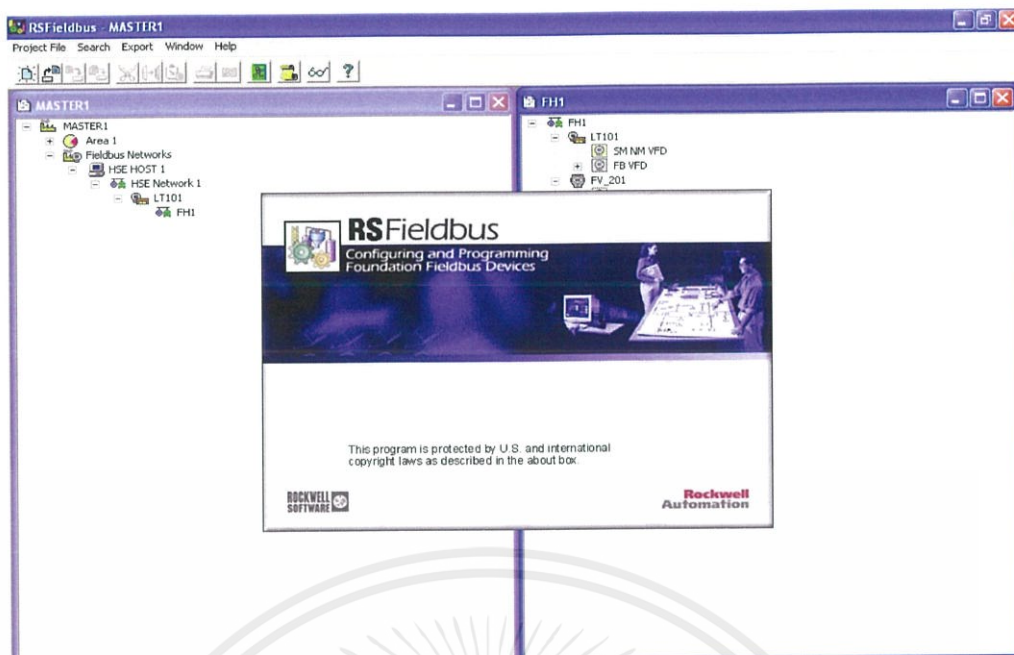 RSFieldbus - MASTER1
Project File Search Export Window Help
MASTER1
MASTER1
Area 1
Fieldbus Networks
HSE HOST 1
HSE Network 1
LT101
FH1
FH1
FH1
LT101
SM NM VFD
FB VFD
FV_201
RSFieldbus
Configuring and Programming
Foundation Fieldbus Devices
This program is protected by U.S. and international
copyright laws as described in the about box.
ROCKWELL
SOFTWARE
Rockwell
Automation